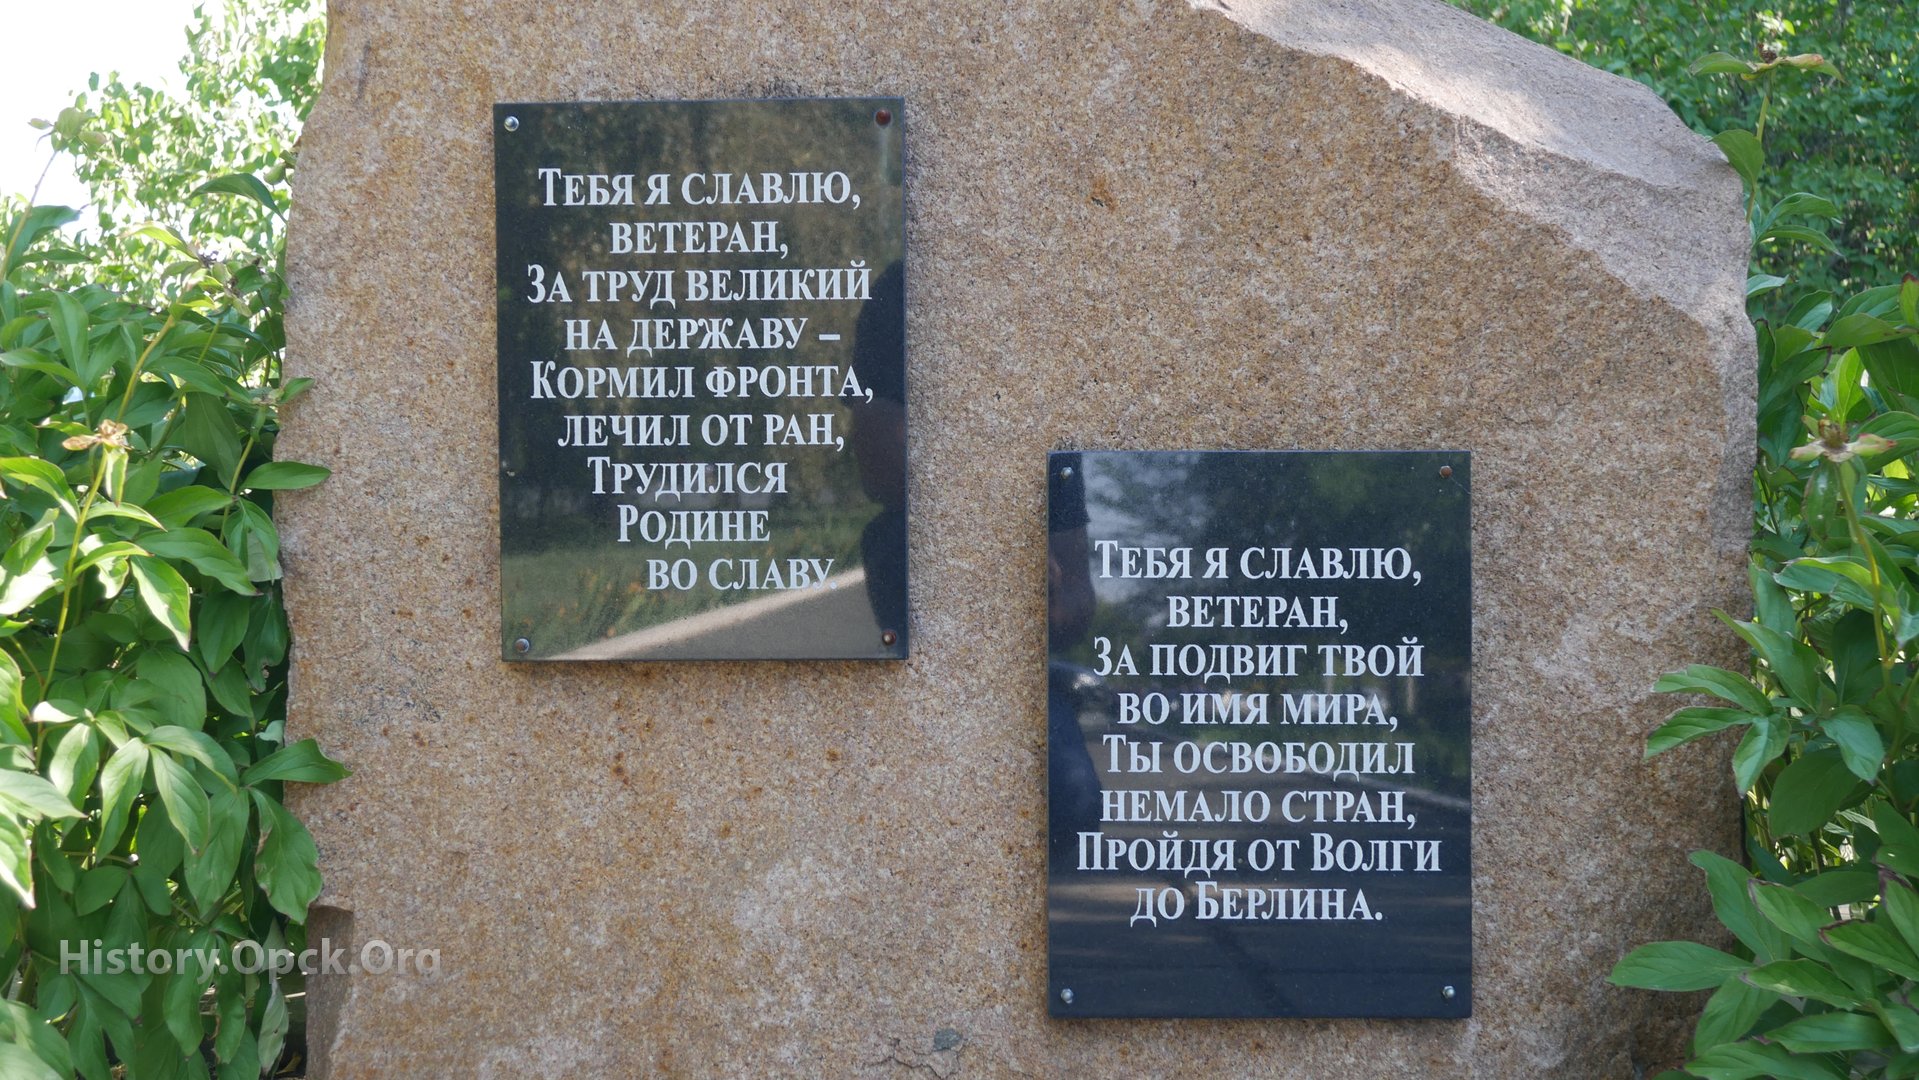 Тебя я славлю,
ветеран,
За труд великий
на державу –
Кормил фронта,
лечил от ран,
Трудился
Родине
во славу.
Тебя я славлю,
ветеран,
За подвиг твой
во имя мира,
Ты освободил
немало стран,
Пройдя от Волги
до Берлина.
History.Opck.Org